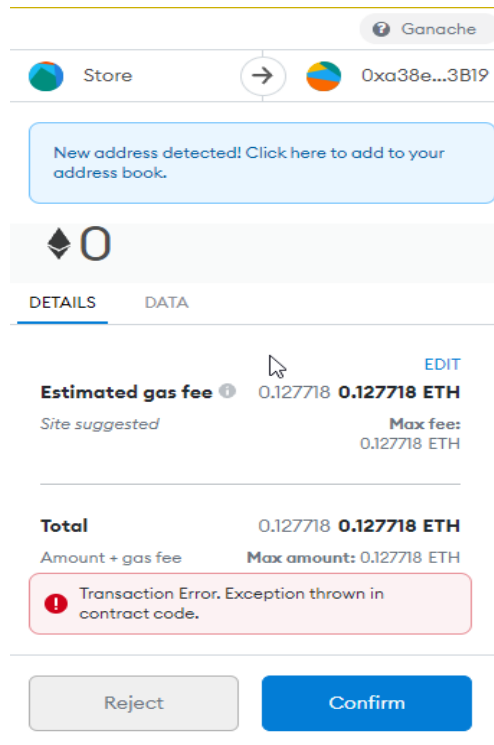 Ganache
Store 0xa38e...3B19
New address detected! Click here to add to your
address book.
0
DETAILS DATA
EDIT
Estimated gas fee 0.127718 0.127718 ETH
Site suggested Max fee:
0.127718 ETH
Total 0.127718 0.127718 ETH
Amount + gas fee Max amount: 0.127718 ETH
Transaction Error. Exception thrown in
contract code.
Reject Confirm